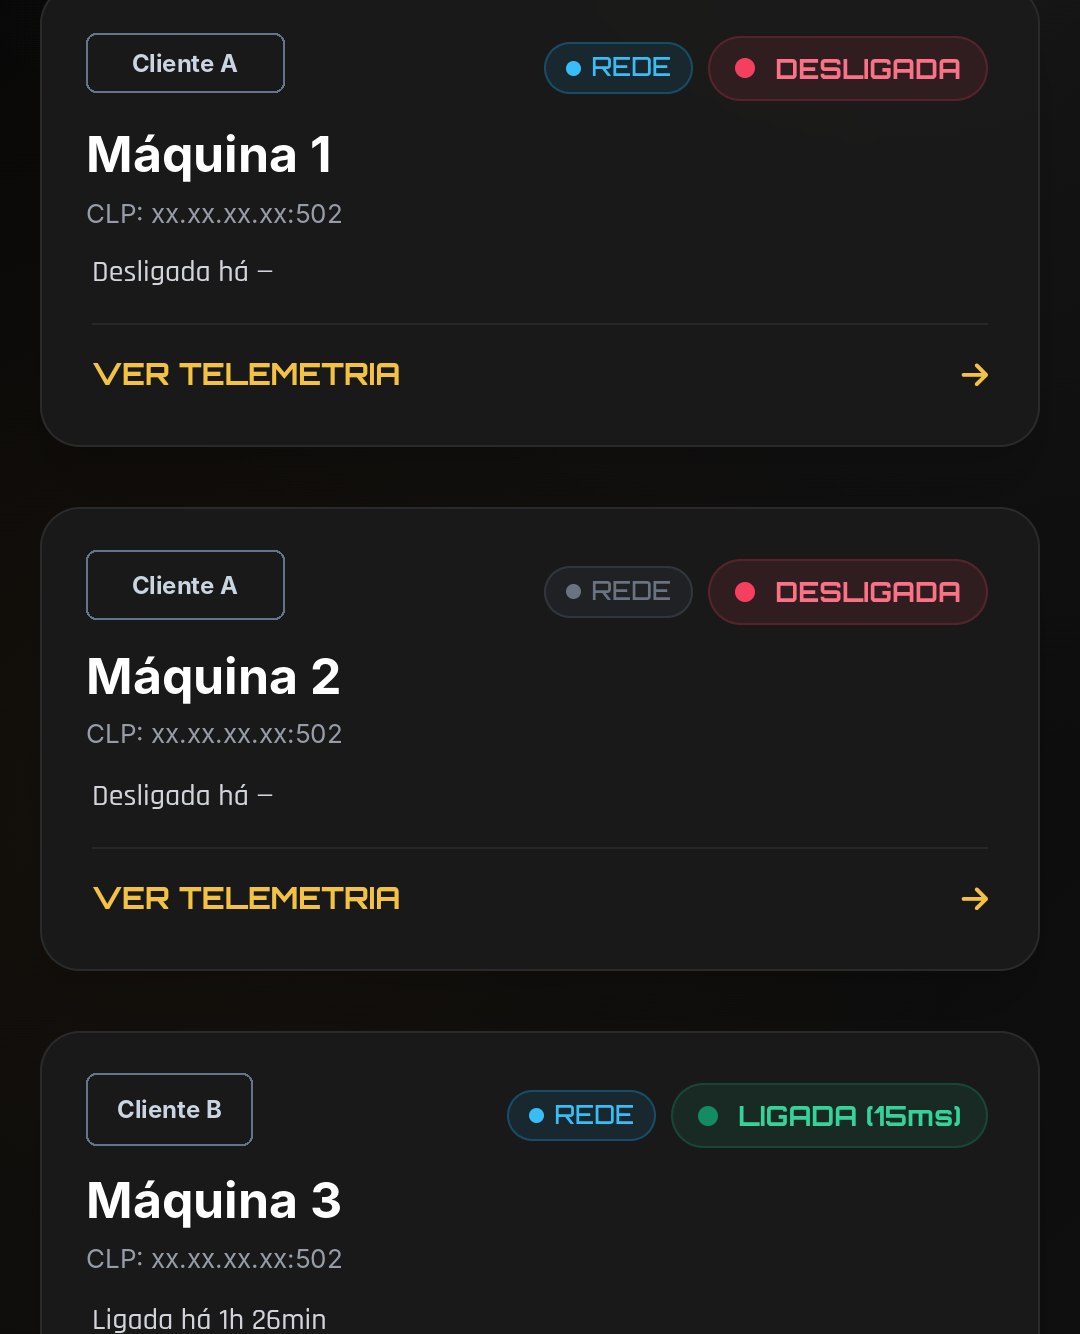 Cliente A
REDE
DESLIGADA
Máquina 1
CLP: xx.xx.xx.xx:502
Desligada há —
VER TELEMETRIA →
Cliente A
REDE
DESLIGADA
Máquina 2
CLP: xx.xx.xx.xx:502
Desligada há —
VER TELEMETRIA →
Cliente B
REDE
LIGADA (15ms)
Máquina 3
CLP: xx.xx.xx.xx:502
Ligada há 1h 26min